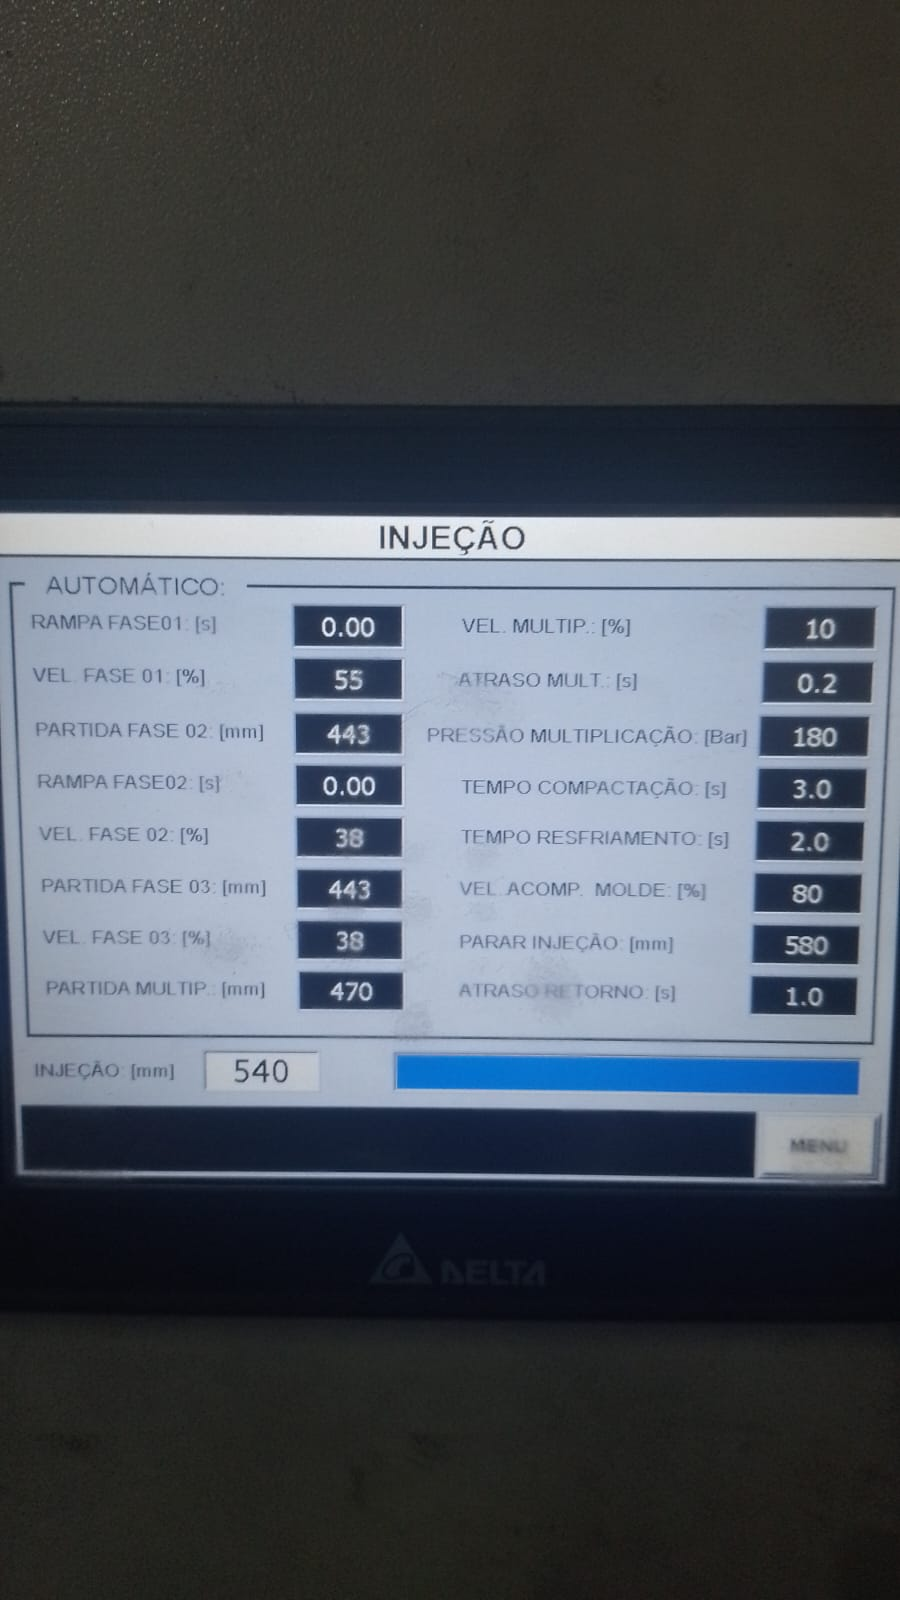 INJEÇÃO
AUTOMÁTICO:
RAMPA FASE01: [s] 0.00
VEL. FASE 01: [%] 55
PARTIDA FASE 02: [mm] 443
RAMPA FASE02: [s] 0.00
VEL. FASE 02: [%] 38
PARTIDA FASE 03: [mm] 443
VEL. FASE 03: [%] 38
PARTIDA MULTIP.: [mm] 470
VEL. MULTIP.: [%] 10
ATRASO MULT.: [s] 0.2
PRESSÃO MULTIPLICAÇÃO: [Bar] 180
TEMPO COMPACTAÇÃO: [s] 3.0
TEMPO RESFRIAMENTO: [s] 2.0
VEL. ACOMP. MOLDE: [%] 80
PARAR INJEÇÃO: [mm] 580
ATRASO RETORNO: [s] 1.0
INJEÇÃO: [mm] 540
MENU
DELTA